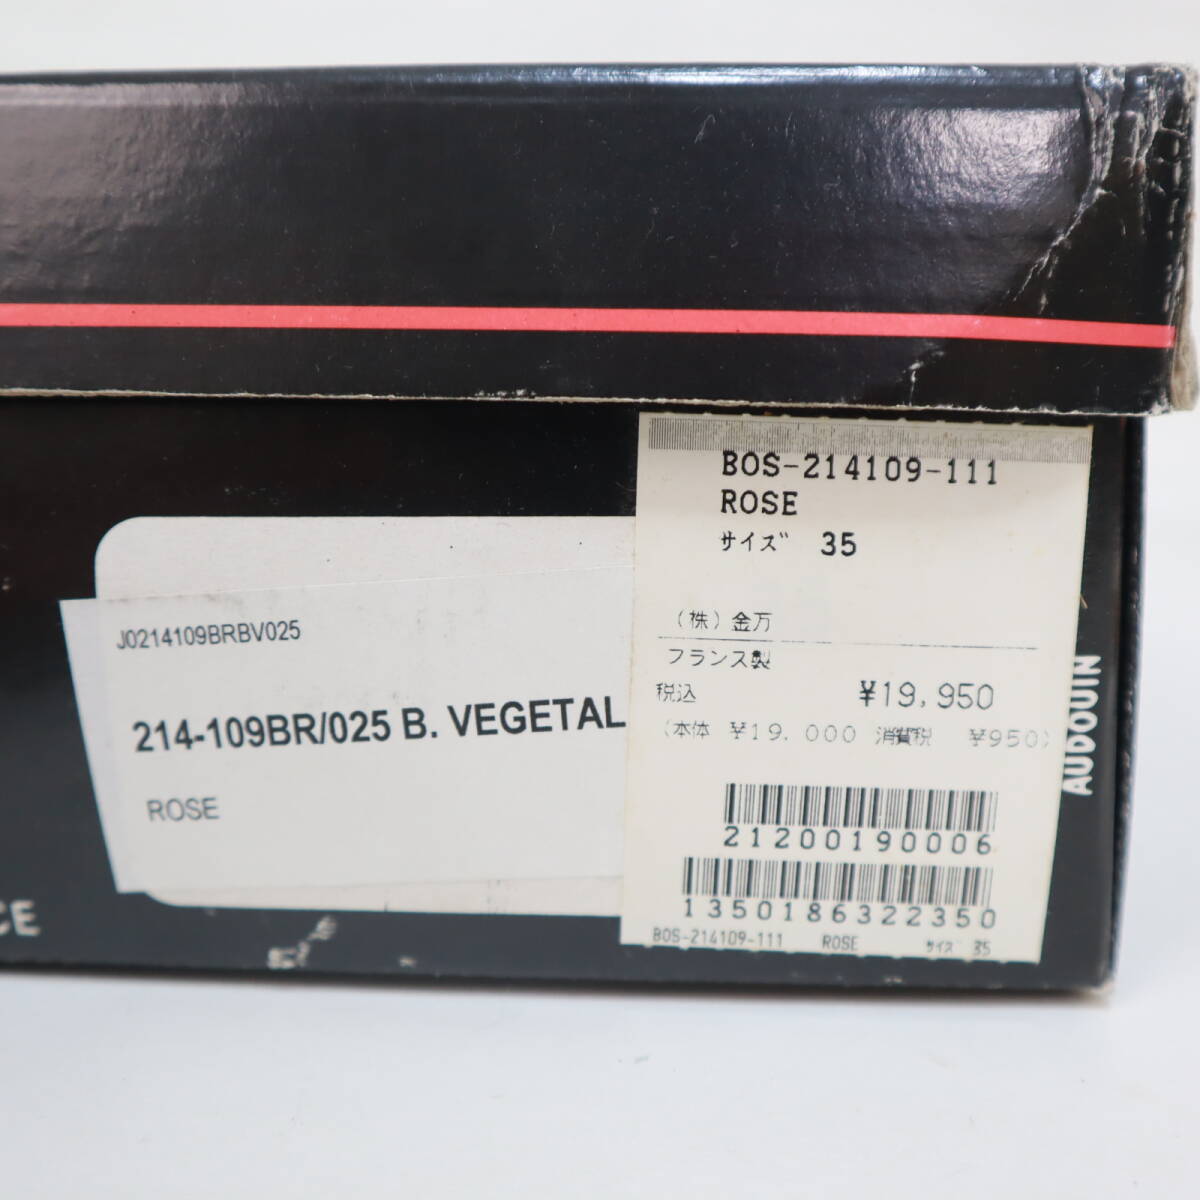 BOS-214109-111
ROSE
サイズ 35
(株)金万
フランス製
税込 ¥19,950
(本体 ¥19.000 消費税 ¥950)
21200190006
1350186322350
BOS-214109-111 ROSE サイズ 35
J0214109BRBV025
214-109BR/025 B. VEGETAL
ROSE
AUDOUIN
CE